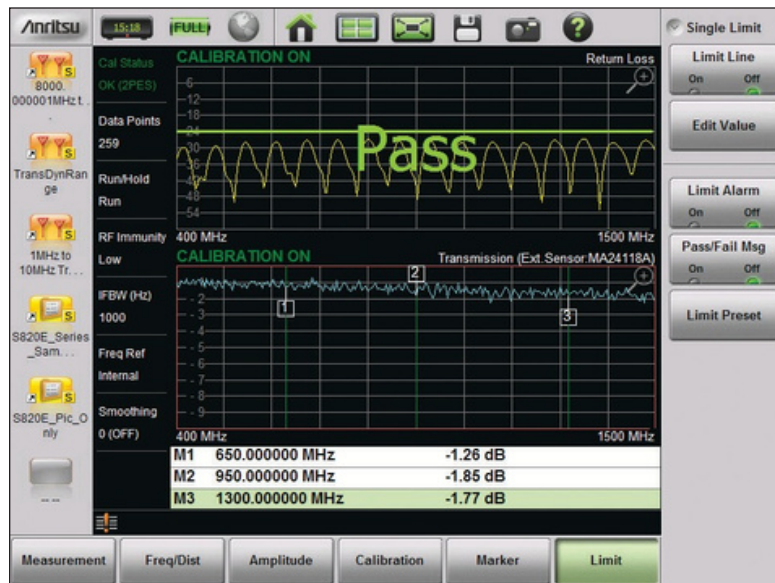 Anritsu
15:18
FULL
?
8000.
000001MHz t. .
.
TransDynRan
ge
1MHz to
10MHz Tr. . .
S820E_Series
_Sam. . .
S820E_Pic_O
nly
-- --
Cal Status
OK (2PES)
Data Points
259
Run/Hold
Run
RF Immunity
Low
IFBW (Hz)
1000
Freq Ref
Internal
Smoothing
0 (OFF)
CALIBRATION ON
Return Loss
-6
-12
-18
-24
-30
-36
-48
-54
Pass
400 MHz
1500 MHz
CALIBRATION ON
Transmission (Ext.Sensor:MA24118A)
- 2
- 3
- 4
- 5
- 6
- 7
- 8
- 9
1
2
3
400 MHz
1500 MHz
M1 650.000000 MHz -1.26 dB
M2 950.000000 MHz -1.85 dB
M3 1300.000000 MHz -1.77 dB
Single Limit
Limit Line
On Off
Edit Value
Limit Alarm
On Off
Pass/Fail Msg
On Off
Limit Preset
Measurement
Freq/Dist
Amplitude
Calibration
Marker
Limit